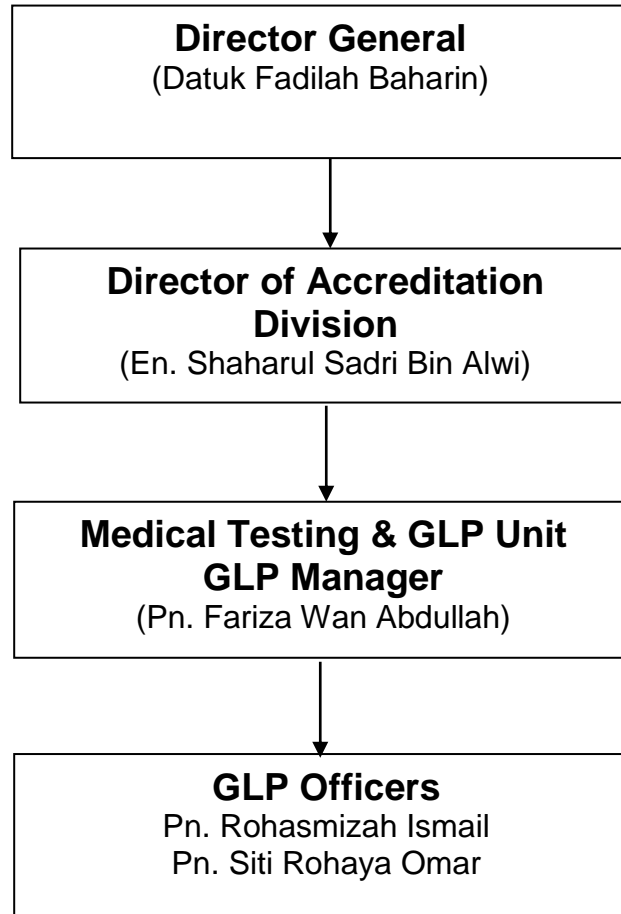 Director General
(Datuk Fadilah Baharin)
Director of Accreditation
Division
(En. Shaharul Sadri Bin Alwi)
Medical Testing & GLP Unit
GLP Manager
(Pn. Fariza Wan Abdullah)
GLP Officers
Pn. Rohasmizah Ismail
Pn. Siti Rohaya Omar